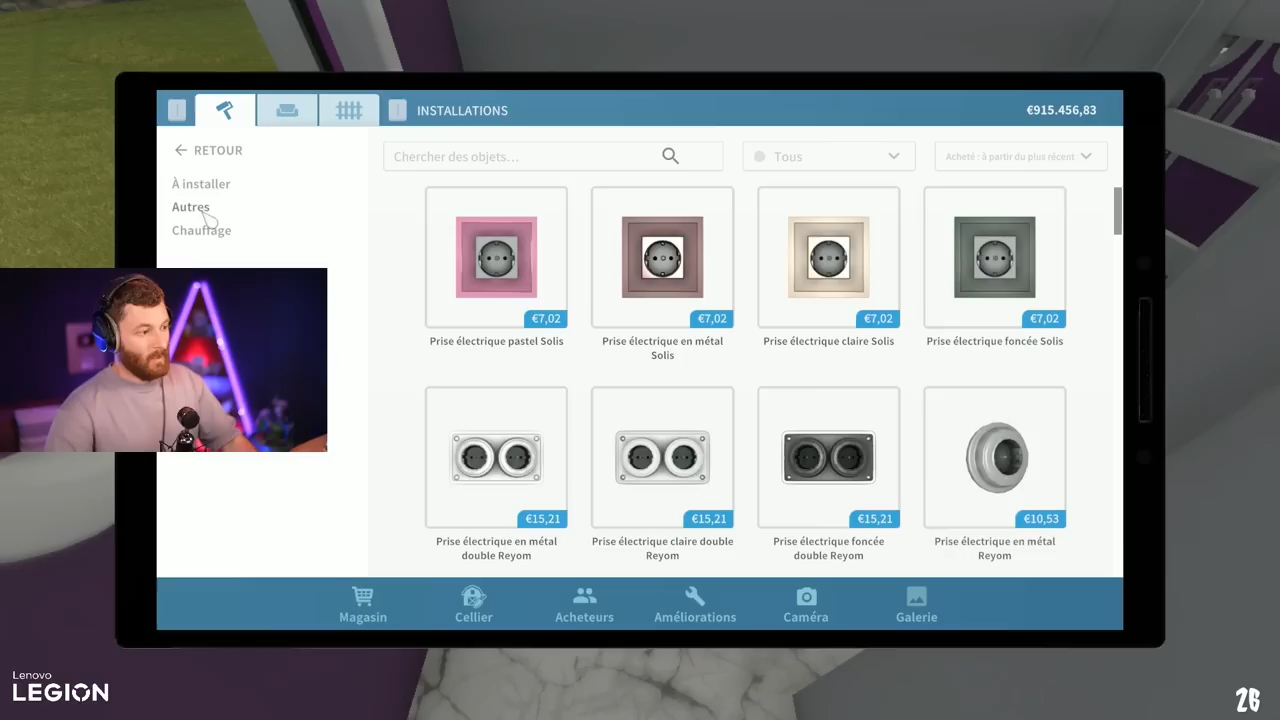 INSTALLATIONS
€915.456,83
RETOUR
À installer
Autres
Chauffage
Chercher des objets...
Tous
Acheté : à partir du plus récent
€7,02
€7,02
€7,02
€7,02
Prise électrique pastel Solis
Prise électrique en métal
Solis
Prise électrique claire Solis
Prise électrique foncée Solis
€15,21
€15,21
€15,21
€10,53
Prise électrique en métal
double Reyom
Prise électrique claire double
Reyom
Prise électrique foncée
double Reyom
Prise électrique en métal
Reyom
Magasin
Cellier
Acheteurs
Améliorations
Caméra
Galerie
Lenovo
LEGION
26